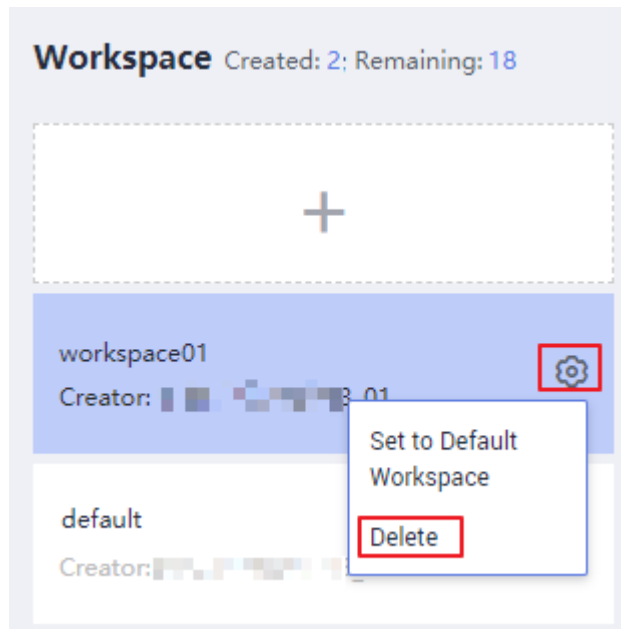 Workspace Created: 2; Remaining: 18
workspace01
Creator:
Set to Default
Workspace
Delete
default
Creator: